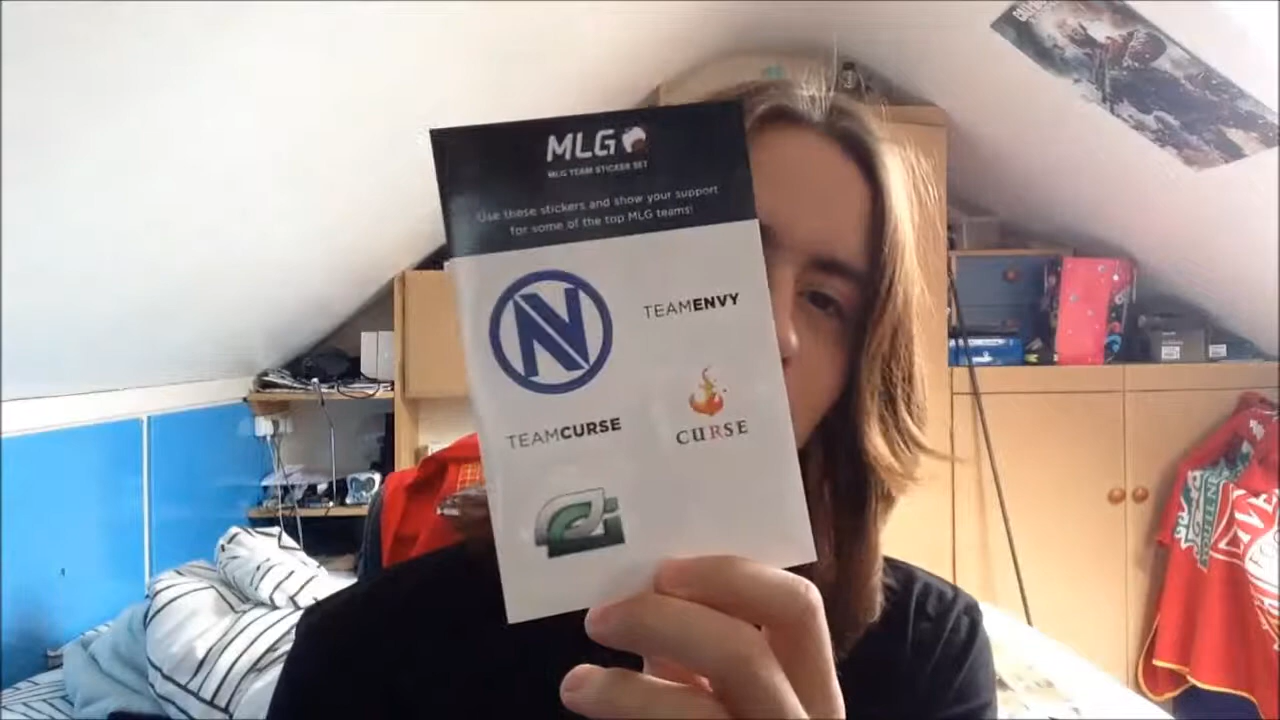 MLG
MLG TEAM STICKER SET
Use these stickers and show your support
for some of the top MLG teams!
TEAMENVY
TEAMCURSE
CURSE